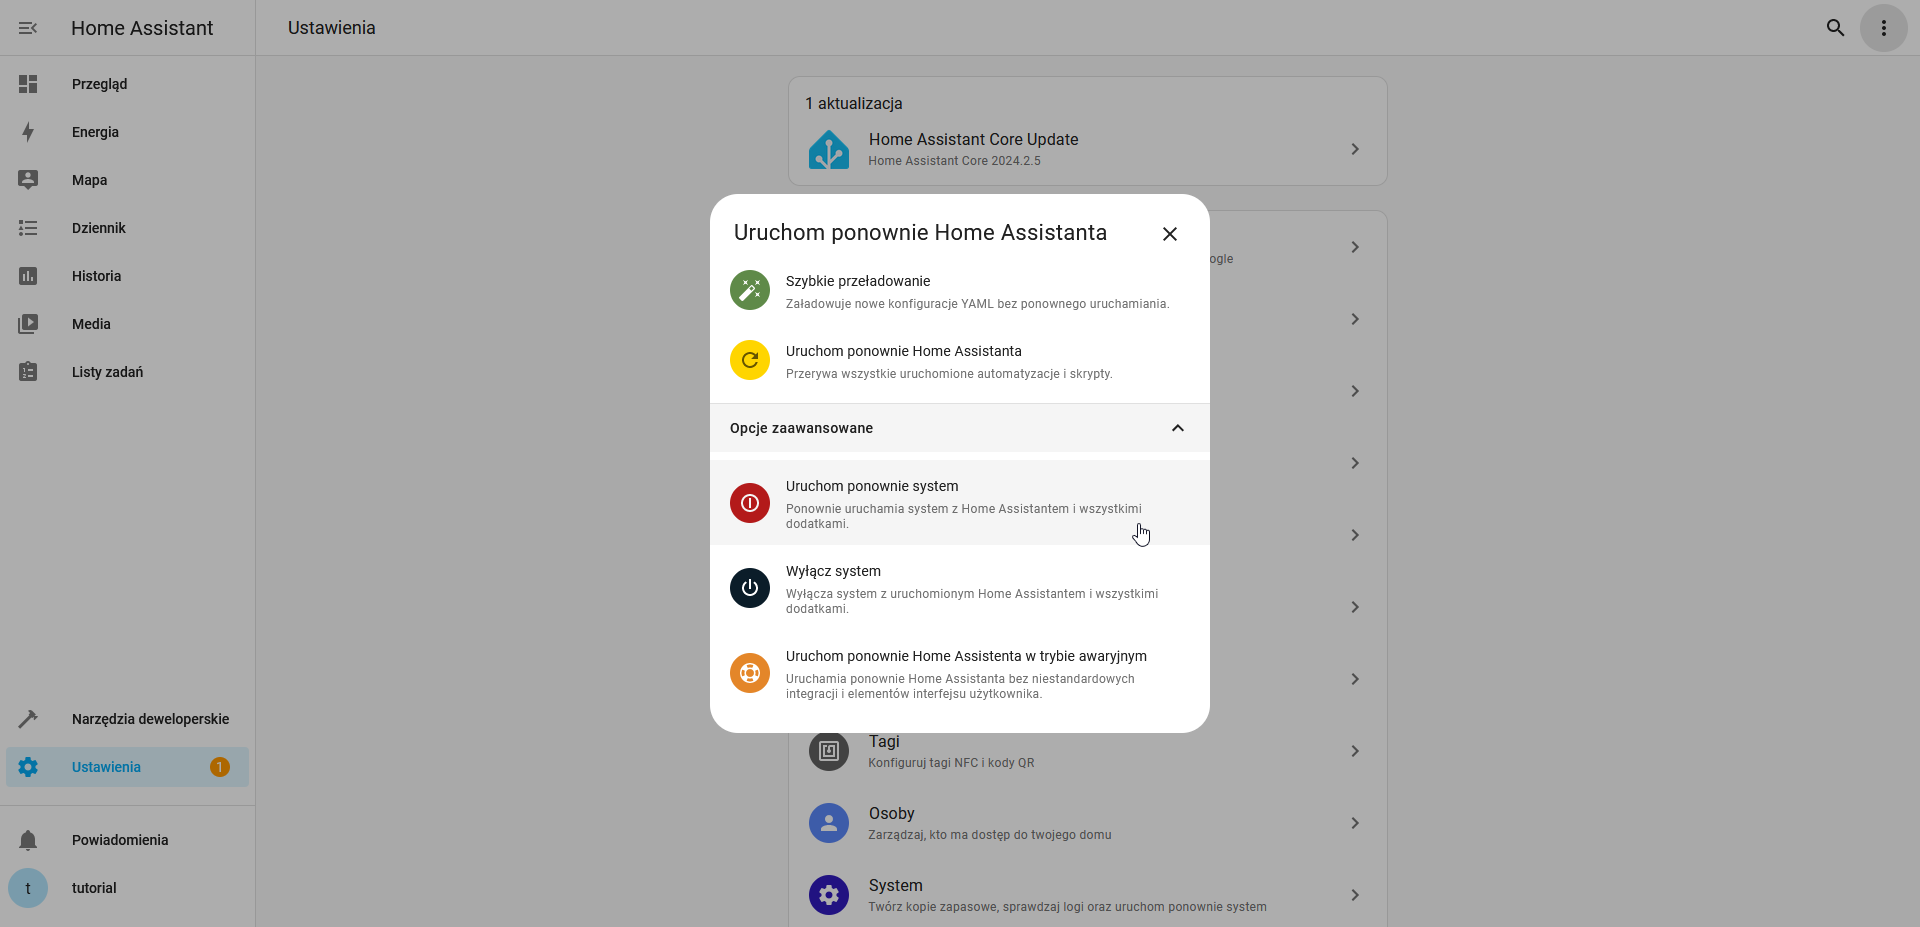 Home Assistant
Ustawienia
Przegląd
Energia
Mapa
Dziennik
Historia
Media
Listy zadań
Narzędzia deweloperskie
Ustawienia
1
Powiadomienia
t
tutorial
1 aktualizacja
Home Assistant Core Update
Home Assistant Core 2024.2.5
ogle
Uruchom ponownie Home Assistanta
Szybkie przeładowanie
Załadowuje nowe konfiguracje YAML bez ponownego uruchamiania.
Uruchom ponownie Home Assistanta
Przerywa wszystkie uruchomione automatyzacje i skrypty.
Opcje zaawansowane
Uruchom ponownie system
Ponownie uruchamia system z Home Assistantem i wszystkimi
dodatkami.
Wyłącz system
Wyłącza system z uruchomionym Home Assistantem i wszystkimi
dodatkami.
Uruchom ponownie Home Assistenta w trybie awaryjnym
Uruchamia ponownie Home Assistanta bez niestandardowych
integracji i elementów interfejsu użytkownika.
Tagi
Konfiguruj tagi NFC i kody QR
Osoby
Zarządzaj, kto ma dostęp do twojego domu
System
Twórz kopie zapasowe, sprawdzaj logi oraz uruchom ponownie system